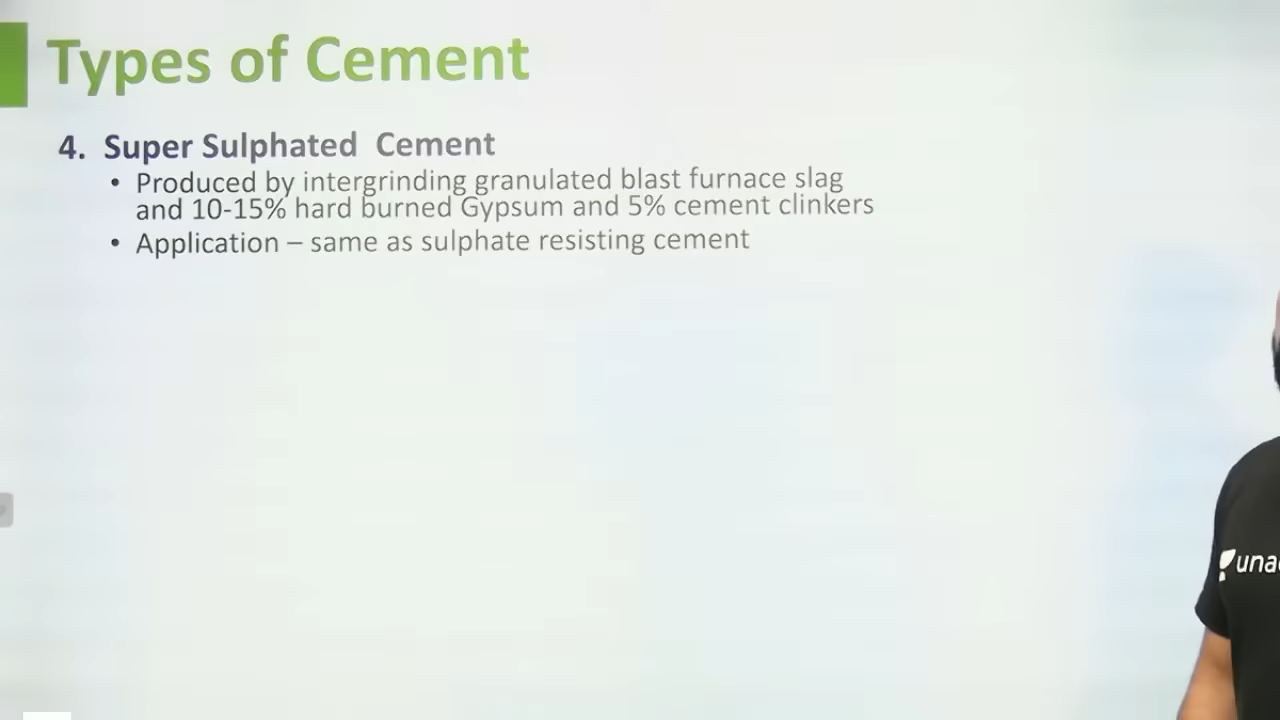 Types of Cement
4. Super Sulphated Cement
• Produced by intergrinding granulated blast furnace slag
and 10-15% hard burned Gypsum and 5% cement clinkers
• Application – same as sulphate resisting cement
una